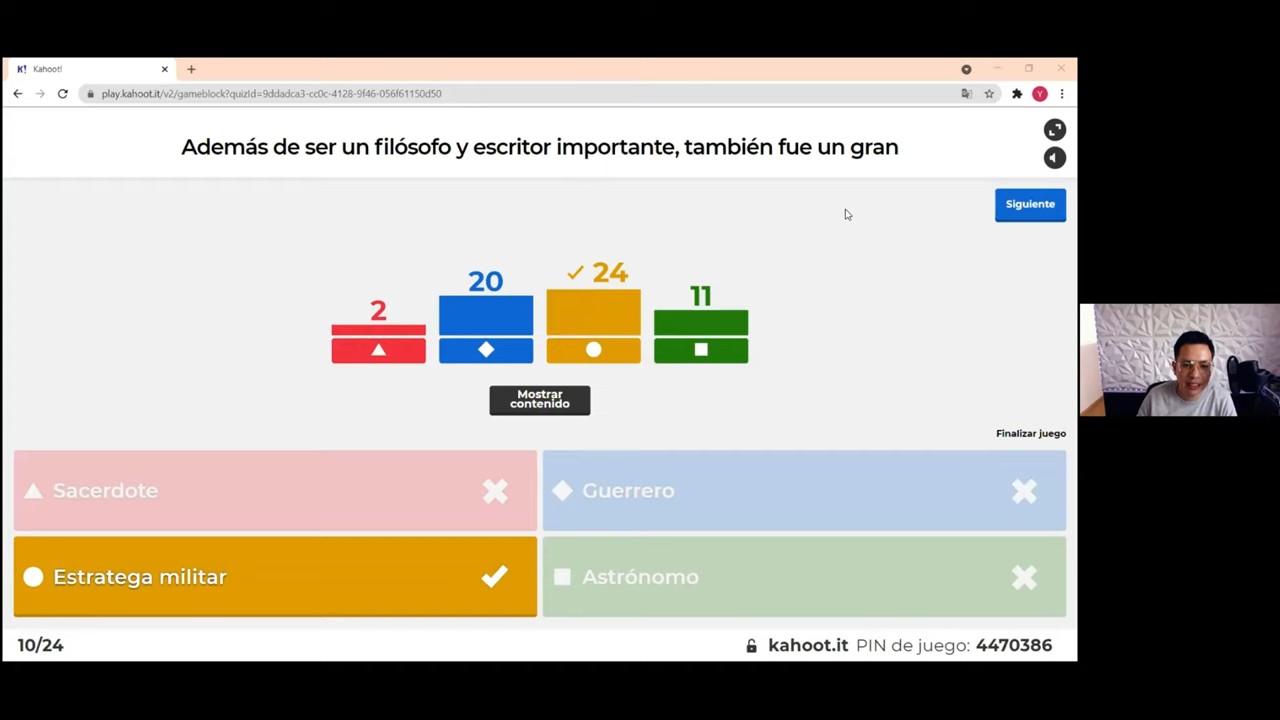 Kahoot!
play.kahoot.it/v2/gameblock?quizId=9ddadca3-cc0c-4128-9f46-056f61150d50
Y
Además de ser un filósofo y escritor importante, también fue un gran
Siguiente
2
20
24
11
Mostrar
contenido
Finalizar juego
Sacerdote
Guerrero
Estratega militar
Astrónomo
10/24
kahoot.it PIN de juego: 4470386